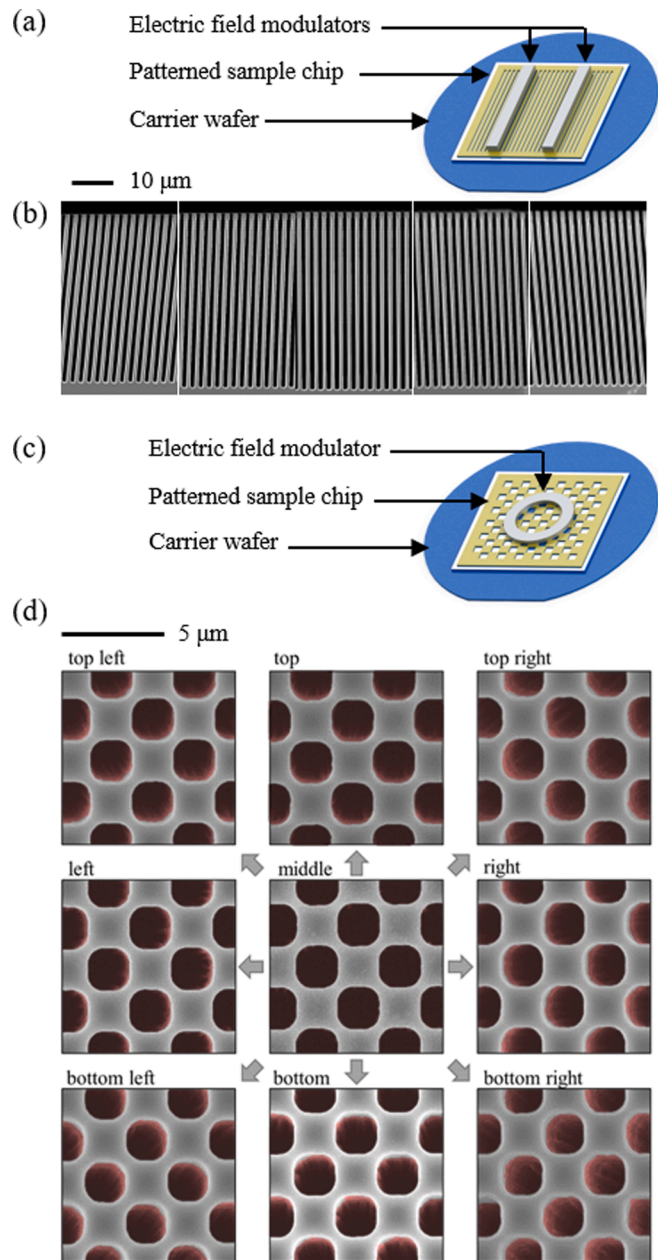 (a)
Electric field modulators
Patterned sample chip
Carrier wafer
10 μm
(b)
(c)
Electric field modulator
Patterned sample chip
Carrier wafer
(d)
5 μm
top left
top
top right
left
middle
right
bottom left
bottom
bottom right